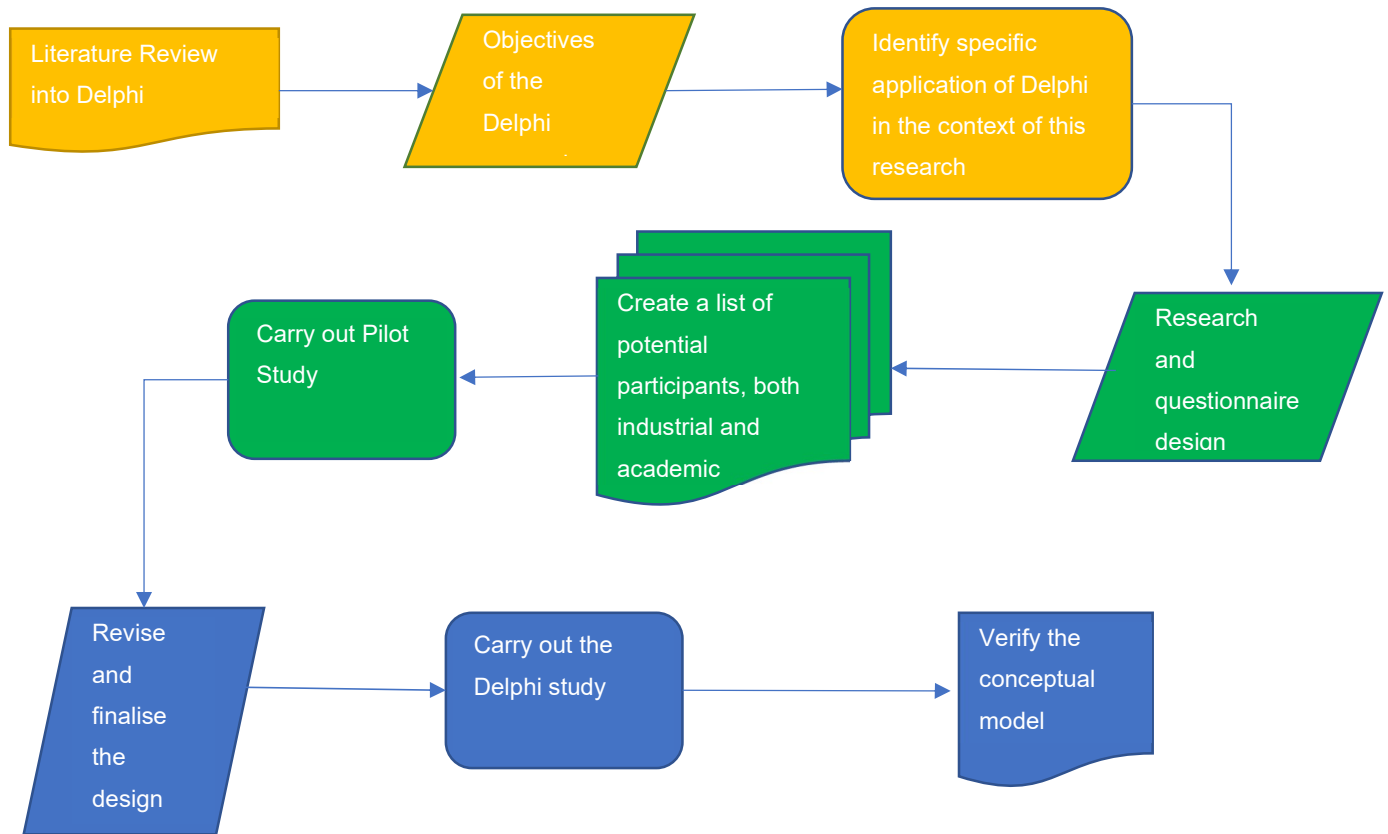 Literature Review
into Delphi
Objectives
of the
Delphi
Identify specific
application of Delphi
in the context of this
research
Research
and
questionnaire
design
Create a list of
potential
participants, both
industrial and
academic
Carry out Pilot
Study
Revise
and
finalise
the
design
Carry out the
Delphi study
Verify the
conceptual
model